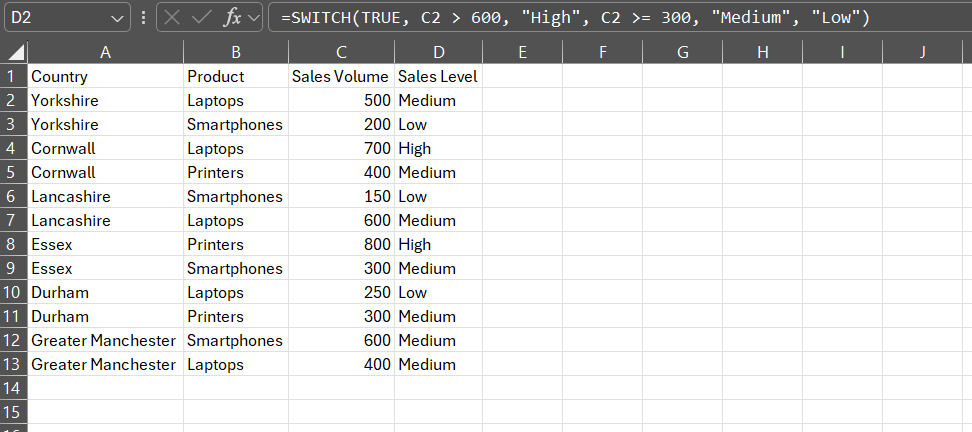 D2 fx =SWITCH(TRUE, C2 > 600, "High", C2 >= 300, "Medium", "Low")
A B C D E F G H I J
1 Country Product Sales Volume Sales Level
2 Yorkshire Laptops 500 Medium
3 Yorkshire Smartphones 200 Low
4 Cornwall Laptops 700 High
5 Cornwall Printers 400 Medium
6 Lancashire Smartphones 150 Low
7 Lancashire Laptops 600 Medium
8 Essex Printers 800 High
9 Essex Smartphones 300 Medium
10 Durham Laptops 250 Low
11 Durham Printers 300 Medium
12 Greater Manchester Smartphones 600 Medium
13 Greater Manchester Laptops 400 Medium
14
15